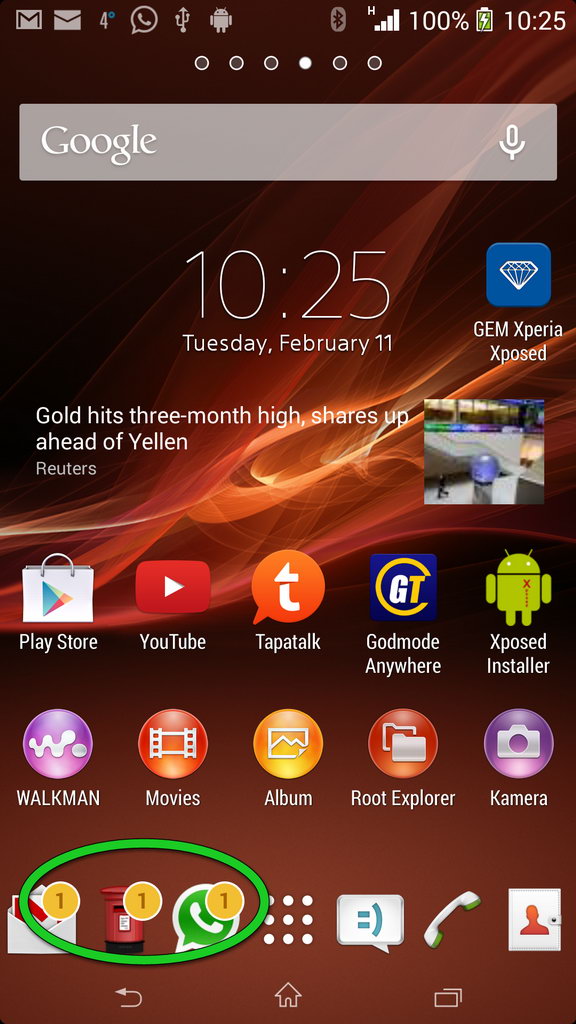 4° H 100% 10:25
Google
10:25
Tuesday, February 11
GEM Xperia
Xposed
Gold hits three-month high, shares up
ahead of Yellen
Reuters
GT
Play Store
YouTube
Tapatalk
Godmode
Anywhere
Xposed
Installer
WALKMAN
Movies
Album
Root Explorer
Kamera
1
1
1